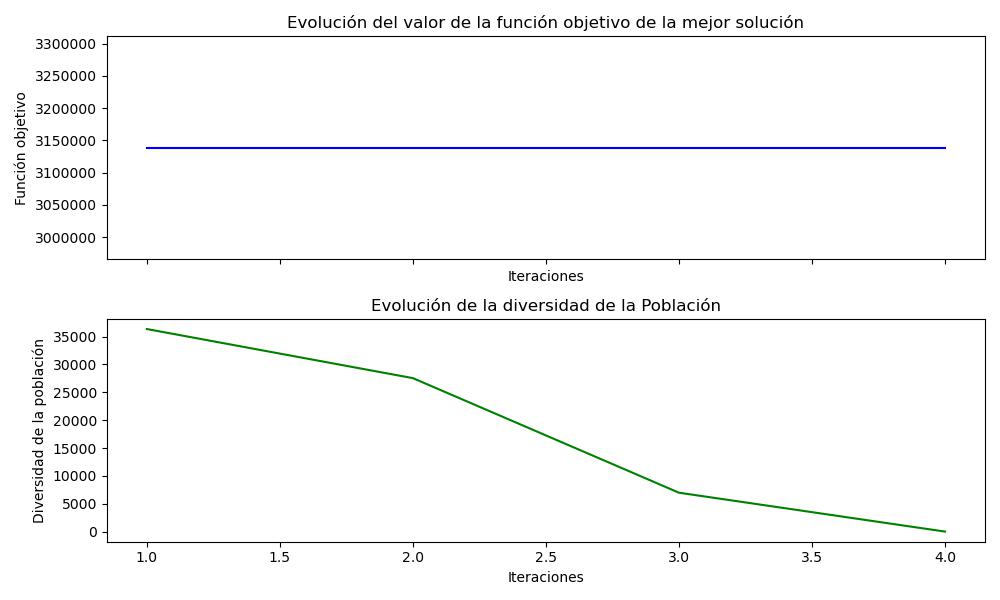 Evolución del valor de la función objetivo de la mejor solución
Función objetivo
3300000
3250000
3200000
3150000
3100000
3050000
3000000
Iteraciones
Evolución de la diversidad de la Población
Diversidad de la población
35000
30000
25000
20000
15000
10000
5000
0
1.0 1.5 2.0 2.5 3.0 3.5 4.0
Iteraciones